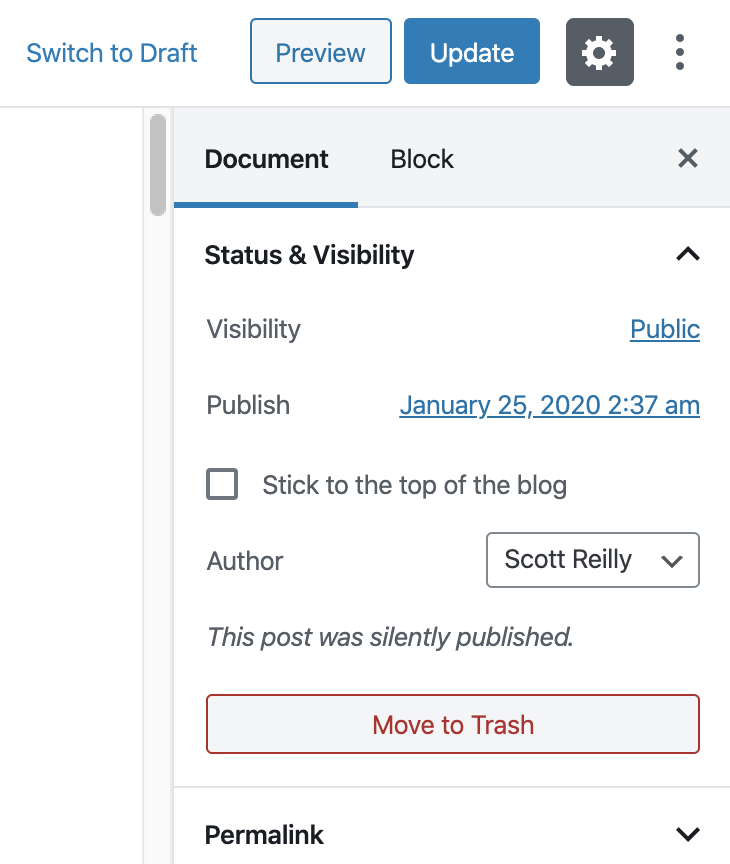 Switch to Draft Preview Update
Document Block
Status & Visibility
Visibility Public
Publish January 25, 2020 2:37 am
Stick to the top of the blog
Author Scott Reilly
This post was silently published.
Move to Trash
Permalink